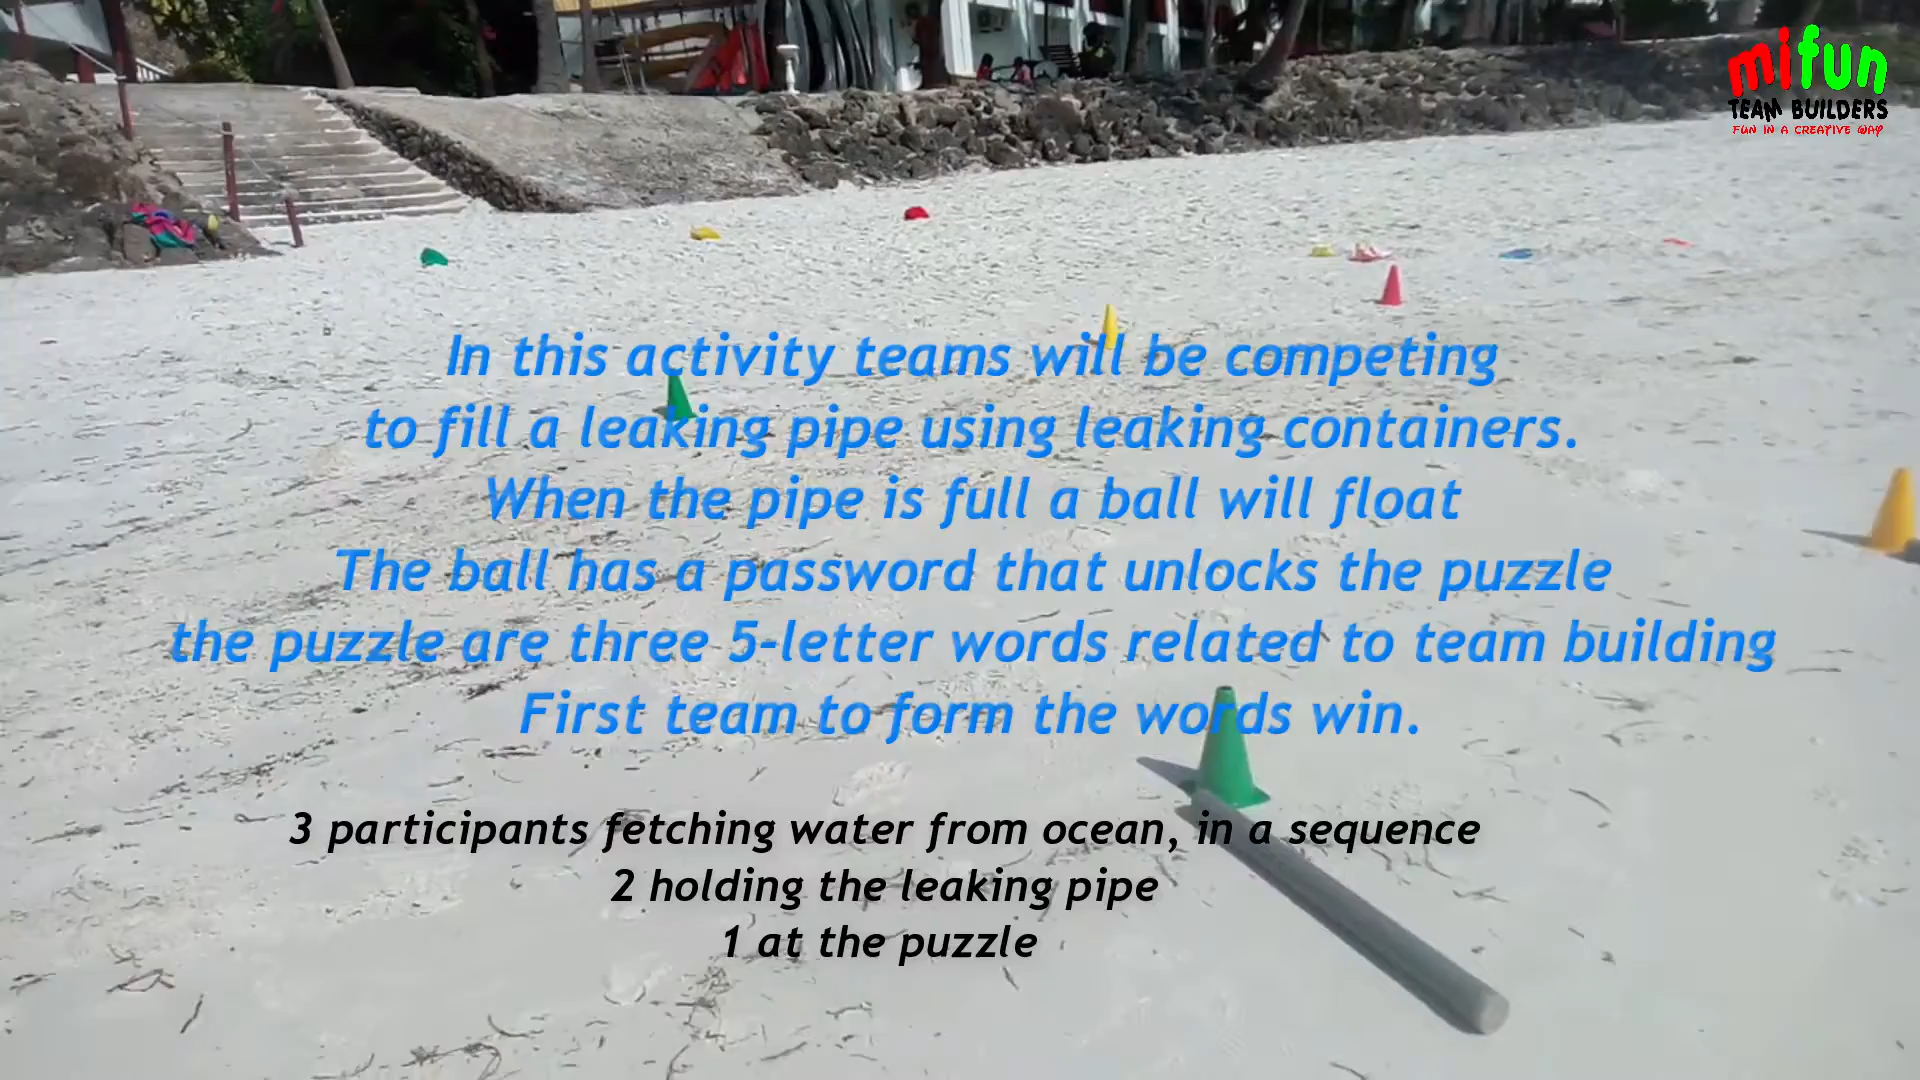 mifun
TEAM BUILDERS
FUN IN A CREATIVE WAY
In this activity teams will be competing
to fill a leaking pipe using leaking containers.
When the pipe is full a ball will float
The ball has a password that unlocks the puzzle
the puzzle are three 5-letter words related to team building
First team to form the words win.
3 participants fetching water from ocean, in a sequence
2 holding the leaking pipe
1 at the puzzle